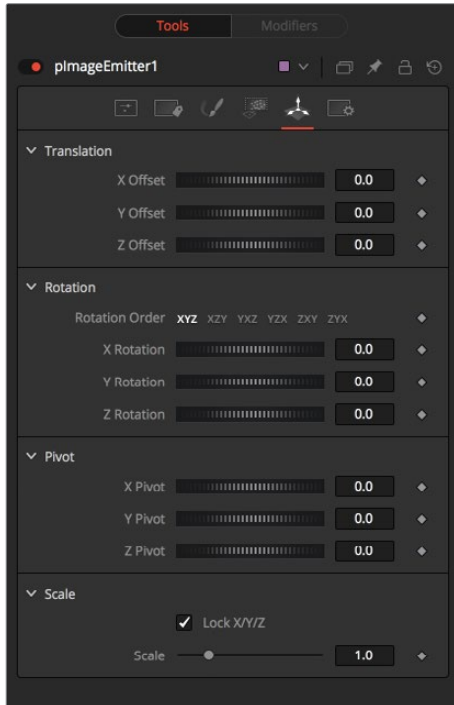 Tools Modifiers
pImageEmitter1
Translation
X Offset 0.0
Y Offset 0.0
Z Offset 0.0
Rotation
Rotation Order XYZ XZY YXZ YZX ZXY ZYX
X Rotation 0.0
Y Rotation 0.0
Z Rotation 0.0
Pivot
X Pivot 0.0
Y Pivot 0.0
Z Pivot 0.0
Scale
Lock X/Y/Z
Scale 1.0